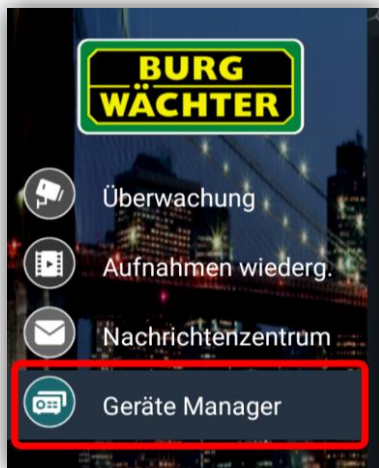 BURG
WÄCHTER
Überwachung
Aufnahmen wiederg.
Nachrichtenzentrum
Geräte Manager